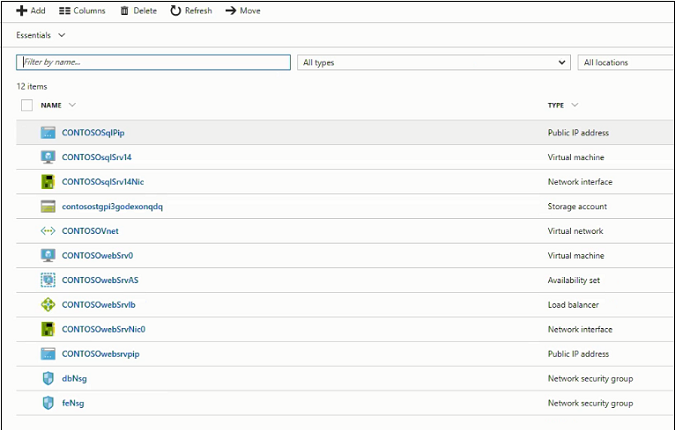 Add Columns Delete Refresh Move
Essentials
Filter by name... All types All locations
12 items
NAME TYPE
CONTOSOSqlPip Public IP address
CONTOSOsqlSrv14 Virtual machine
CONTOSOsqlSrv14Nic Network interface
contosostgpi3godexonqdq Storage account
CONTOSOVnet Virtual network
CONTOSOwebSrv0 Virtual machine
CONTOSOwebSrvAS Availability set
CONTOSOwebSrvlb Load balancer
CONTOSOwebSrvNic0 Network interface
CONTOSOwebsrvpip Public IP address
dbNsg Network security group
feNsg Network security group